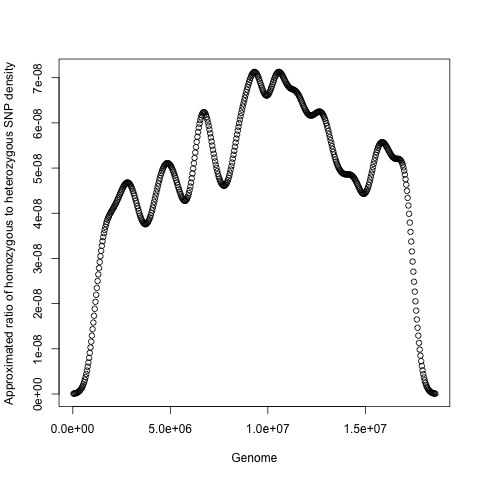 Approximated ratio of homozygous to heterozygous SNP density
7e-08
6e-08
5e-08
4e-08
3e-08
2e-08
1e-08
0e+00
0.0e+00 5.0e+06 1.0e+07 1.5e+07
Genome